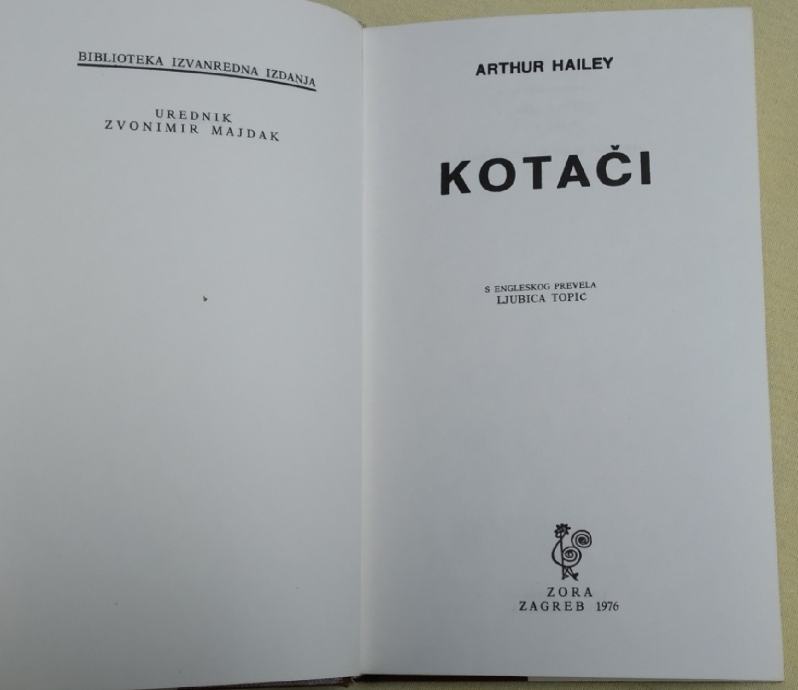 BIBLIOTEKA IZVANREDNA IZDANJA
UREDNIK
ZVONIMIR MAJDAK
ARTHUR HAILEY
KOTAČI
S ENGLESKOG PREVELA
LJUBICA TOPIĆ
ZORA
ZAGREB 1976